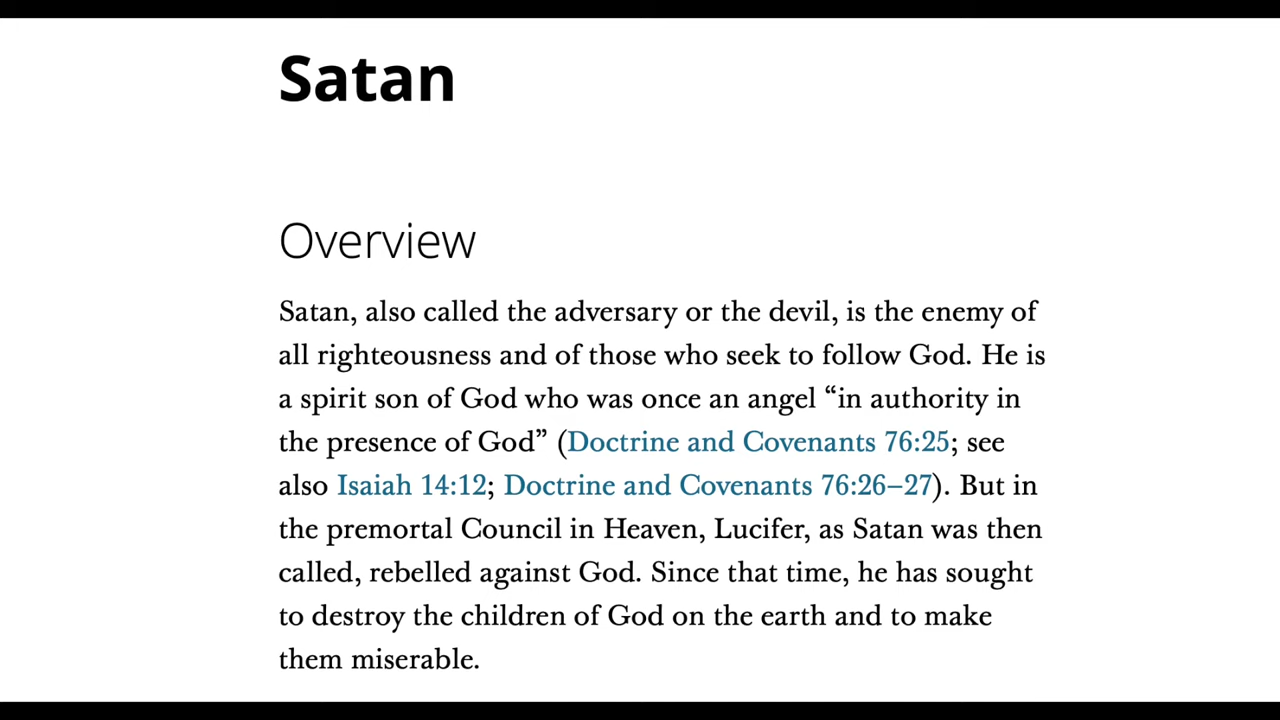 Satan
Overview
Satan, also called the adversary or the devil, is the enemy of
all righteousness and of those who seek to follow God. He is
a spirit son of God who was once an angel “in authority in
the presence of God” (Doctrine and Covenants 76:25; see
also Isaiah 14:12; Doctrine and Covenants 76:26–27). But in
the premortal Council in Heaven, Lucifer, as Satan was then
called, rebelled against God. Since that time, he has sought
to destroy the children of God on the earth and to make
them miserable.